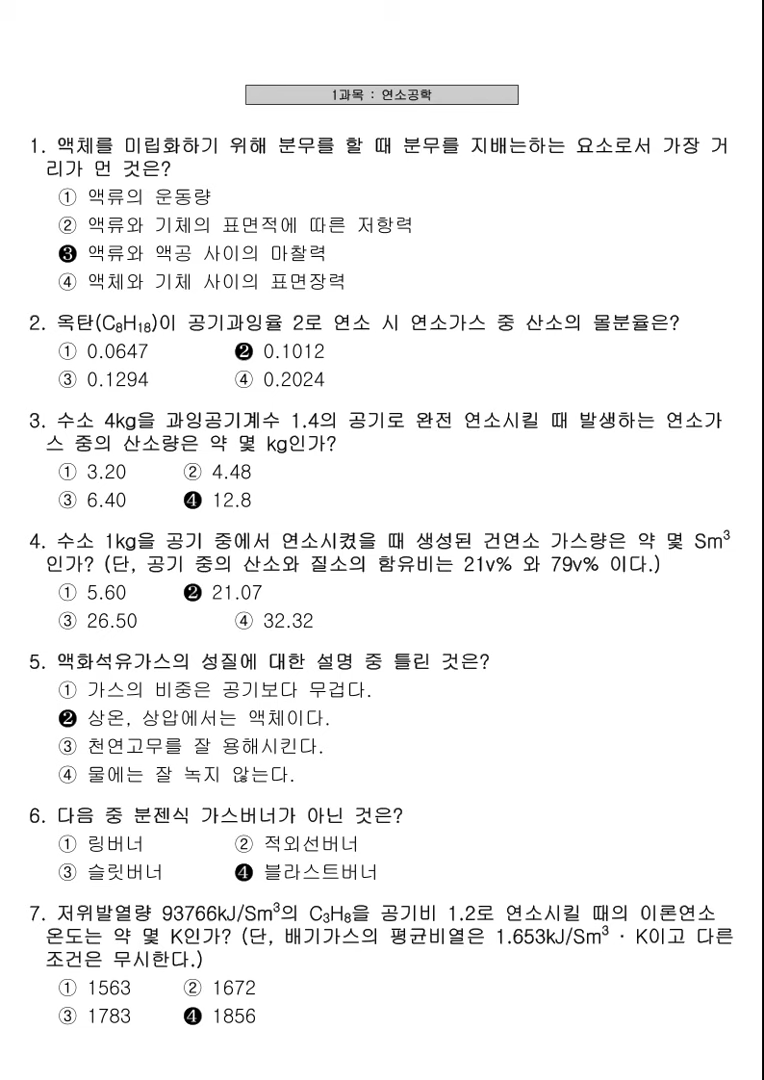 1과목 : 연소공학
1. 액체를 미립화하기 위해 분무를 할 때 분무를 지배는하는 요소로서 가장 거
리가 먼 것은?
① 액류의 운동량
② 액류와 기체의 표면적에 따른 저항력
❸ 액류와 액공 사이의 마찰력
④ 액체와 기체 사이의 표면장력
2. 옥탄(C₈H₁₈)이 공기과잉율 2로 연소 시 연소가스 중 산소의 몰분율은?
① 0.0647 ❷ 0.1012
③ 0.1294 ④ 0.2024
3. 수소 4kg을 과잉공기계수 1.4의 공기로 완전 연소시킬 때 발생하는 연소가
스 중의 산소량은 약 몇 kg인가?
① 3.20 ② 4.48
③ 6.40 ❹ 12.8
4. 수소 1kg을 공기 중에서 연소시켰을 때 생성된 건연소 가스량은 약 몇 Sm³
인가? (단, 공기 중의 산소와 질소의 함유비는 21v% 와 79v% 이다.)
① 5.60 ❷ 21.07
③ 26.50 ④ 32.32
5. 액화석유가스의 성질에 대한 설명 중 틀린 것은?
① 가스의 비중은 공기보다 무겁다.
❷ 상온, 상압에서는 액체이다.
③ 천연고무를 잘 용해시킨다.
④ 물에는 잘 녹지 않는다.
6. 다음 중 분젠식 가스버너가 아닌 것은?
① 링버너 ② 적외선버너
③ 슬릿버너 ❹ 블라스트버너
7. 저위발열량 93766kJ/Sm³의 C₃H₈을 공기비 1.2로 연소시킬 때의 이론연소
온도는 약 몇 K인가? (단, 배기가스의 평균비열은 1.653kJ/Sm³ · K이고 다른
조건은 무시한다.)
① 1563 ② 1672
③ 1783 ❹ 1856